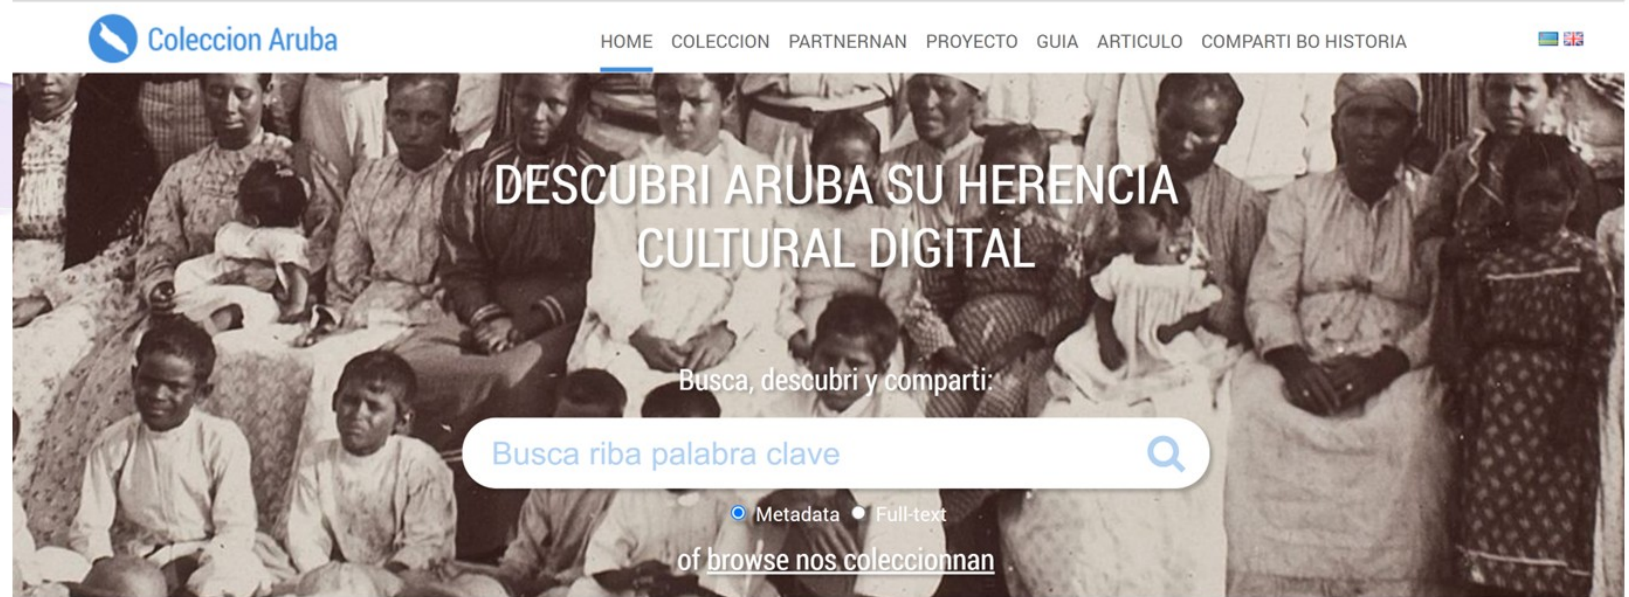 Coleccion Aruba
HOME COLECCION PARTNERNAN PROYECTO GUIA ARTICULO COMPARTI BO HISTORIA
DESCUBRI ARUBA SU HERENCIA
CULTURAL DIGITAL
Busca, descubri y comparti:
Busca riba palabra clave
Metadata Full-text
of browse nos coleccionnan